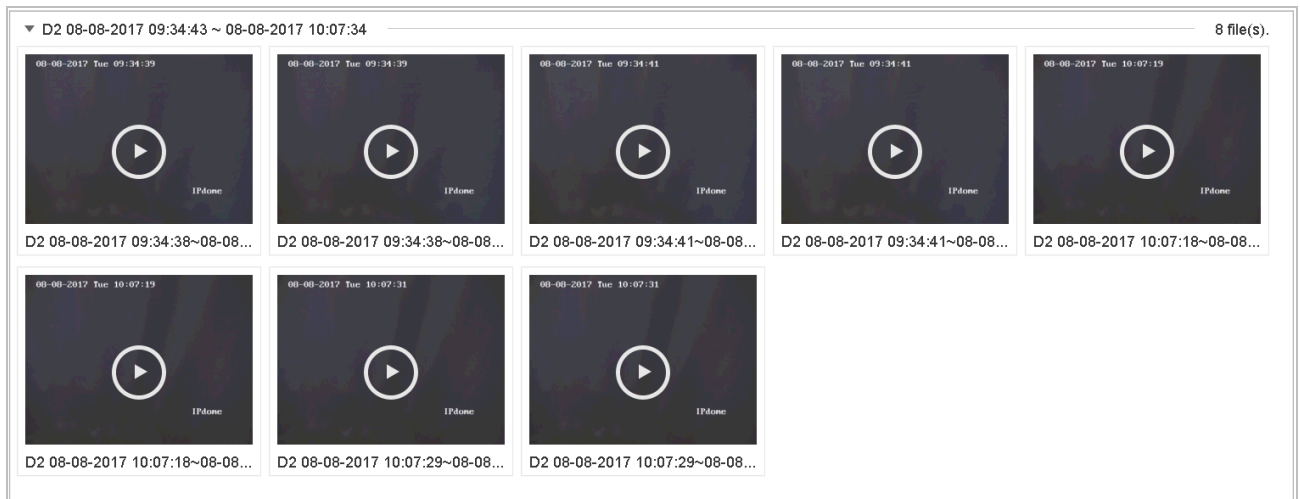 D2 08-08-2017 09:34:43 ~ 08-08-2017 10:07:34 8 file(s).
08-08-2017 Tue 09:34:39
IPdome
D2 08-08-2017 09:34:38~08-08...
08-08-2017 Tue 09:34:39
IPdome
D2 08-08-2017 09:34:38~08-08...
08-08-2017 Tue 09:34:41
IPdome
D2 08-08-2017 09:34:41~08-08...
08-08-2017 Tue 09:34:41
IPdome
D2 08-08-2017 09:34:41~08-08...
08-08-2017 Tue 10:07:19
IPdome
D2 08-08-2017 10:07:18~08-08...
08-08-2017 Tue 10:07:19
IPdome
D2 08-08-2017 10:07:18~08-08...
08-08-2017 Tue 10:07:31
IPdome
D2 08-08-2017 10:07:29~08-08...
08-08-2017 Tue 10:07:31
IPdome
D2 08-08-2017 10:07:29~08-08...